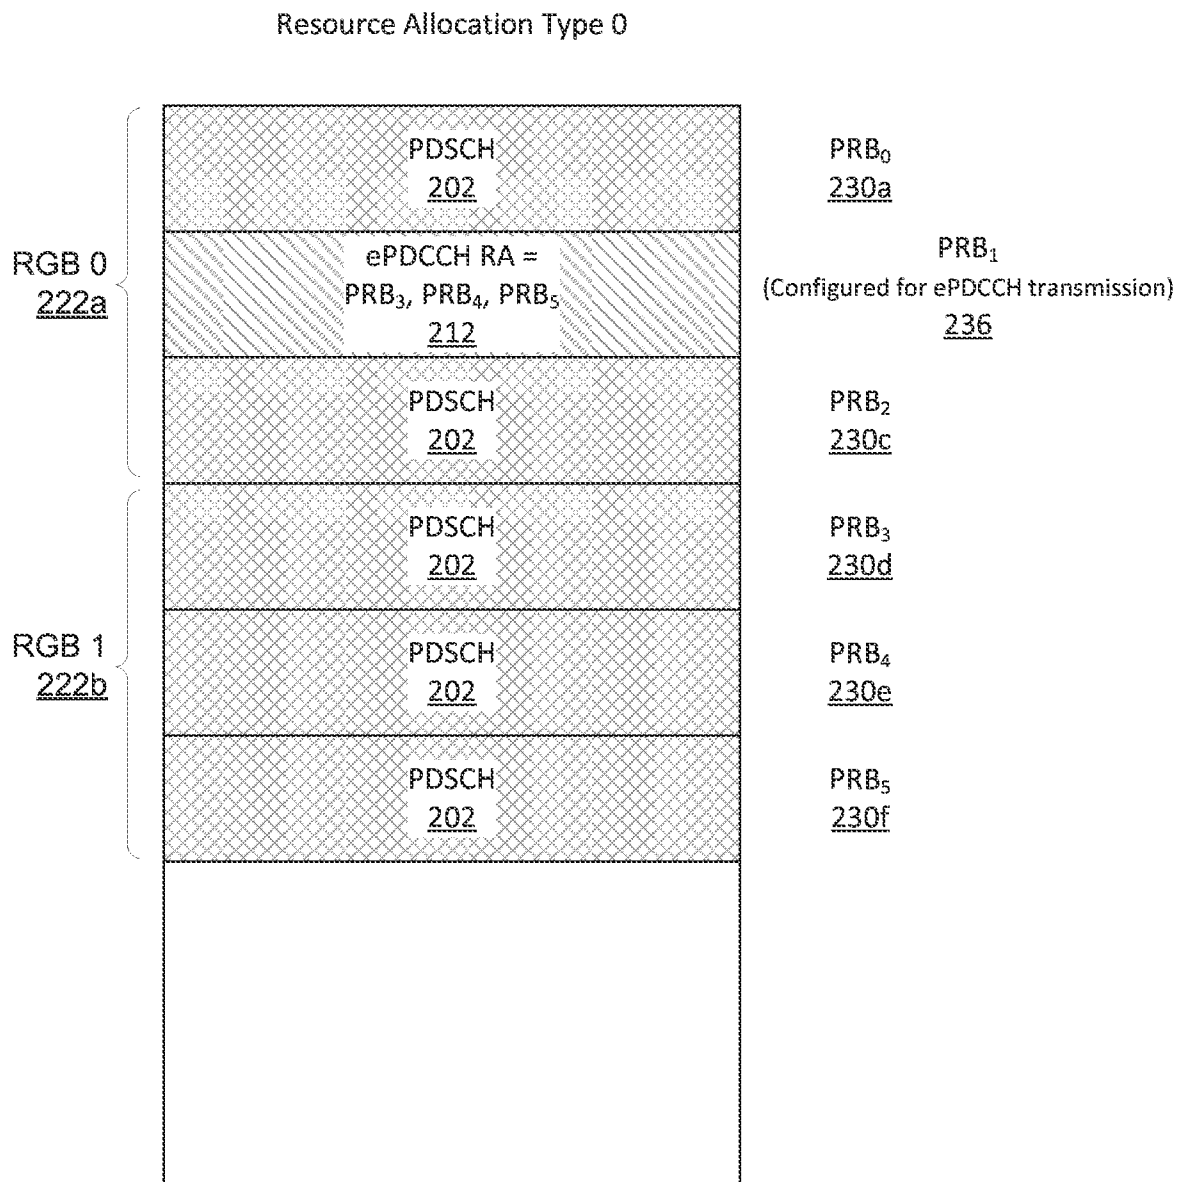 Resource Allocation Type 0
PDSCH
202
PRB₀
230a
RGB 0
222a
ePDCCH RA =
PRB₃, PRB₄, PRB₅
212
PRB₁
(Configured for ePDCCH transmission)
236
PDSCH
202
PRB₂
230c
PDSCH
202
PRB₃
230d
RGB 1
222b
PDSCH
202
PRB₄
230e
PDSCH
202
PRB₅
230f